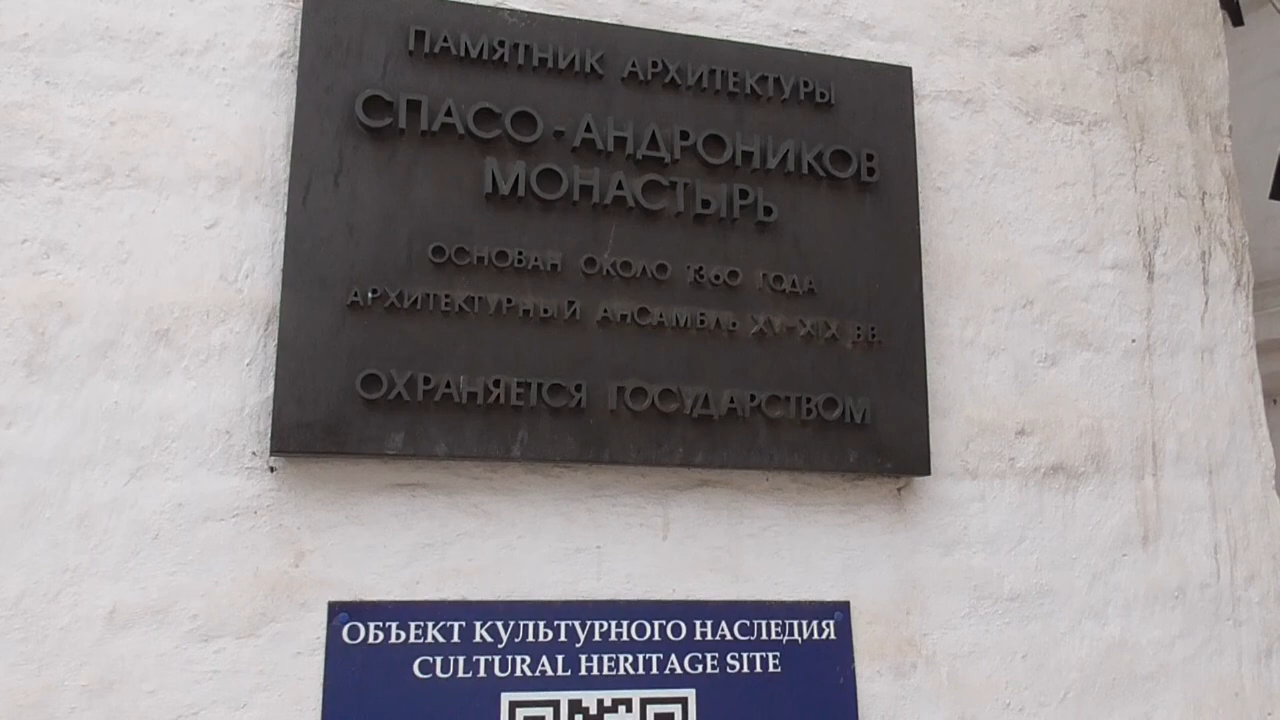 ПАМЯТНИК АРХИТЕКТУРЫ
СПАСО-АНДРОНИКОВ
МОНАСТЫРЬ
ОСНОВАН ОКОЛО 1360 ГОДА
АРХИТЕКТУРНЫЙ АНСАМБЛЬ XV-XIX ВВ.
ОХРАНЯЕТСЯ ГОСУДАРСТВОМ
ОБЪЕКТ КУЛЬТУРНОГО НАСЛЕДИЯ
CULTURAL HERITAGE SITE